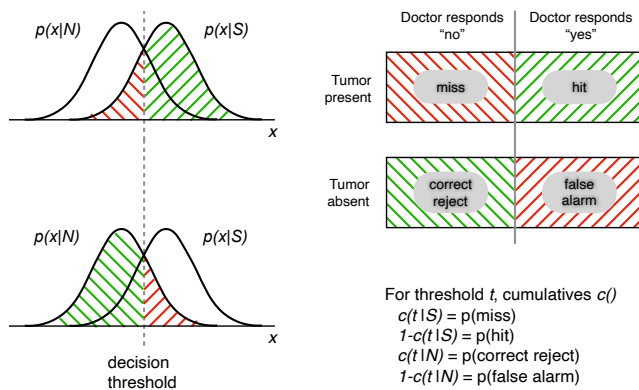 p(x|N)
p(x|S)
x
p(x|N)
p(x|S)
x
decision
threshold
Doctor responds
"no"
Doctor responds
"yes"
Tumor
present
miss
hit
Tumor
absent
correct
reject
false
alarm
For threshold t, cumulatives c()
c(t|S) = p(miss)
1-c(t|S) = p(hit)
c(t|N) = p(correct reject)
1-c(t|N) = p(false alarm)